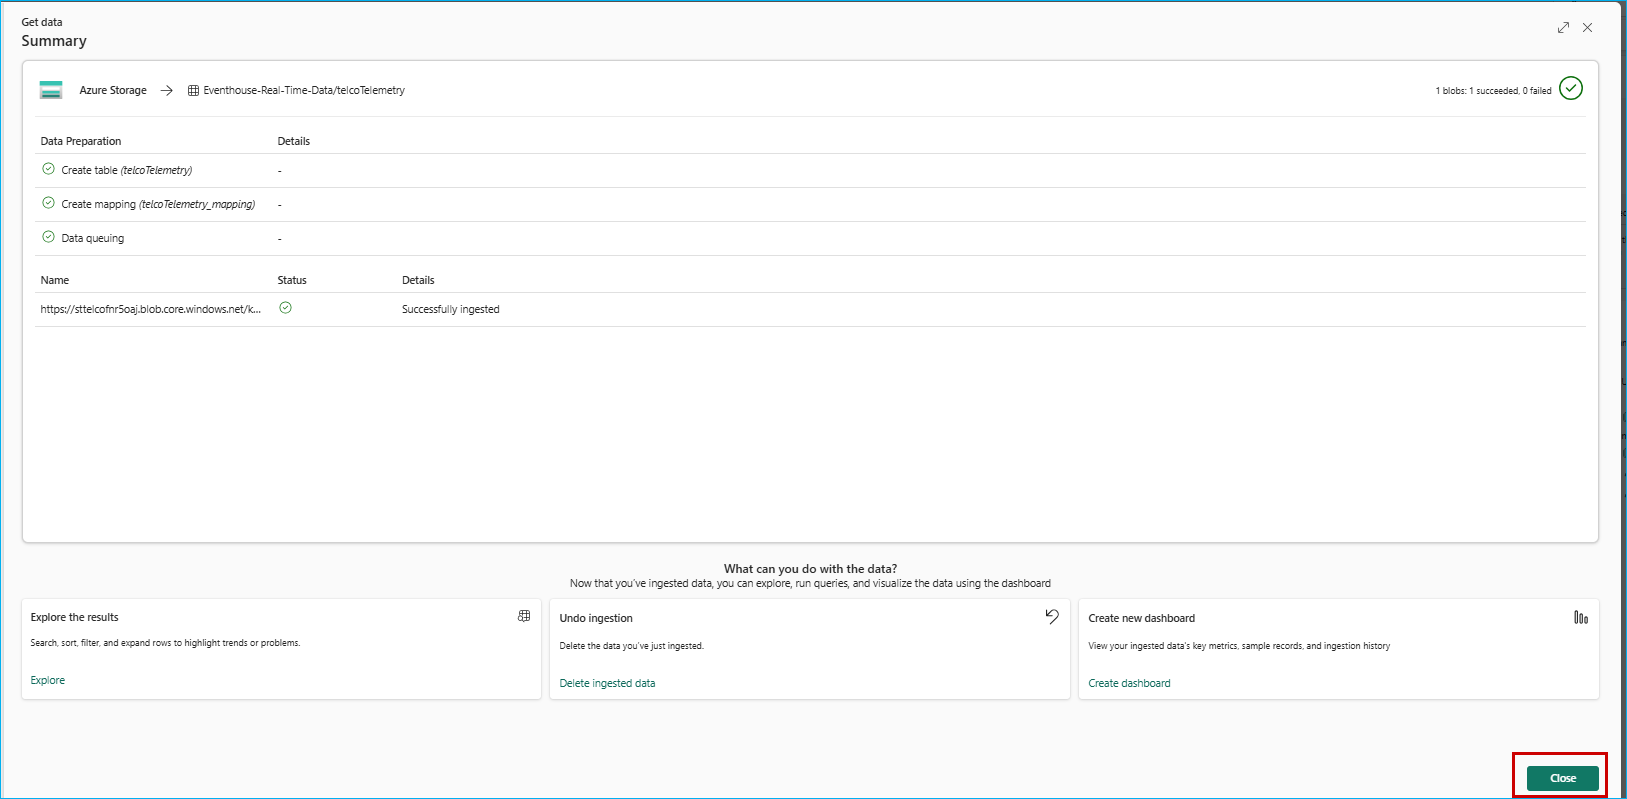 Get data
Summary
Azure Storage → Eventhouse-Real-Time-Data/telcoTelemetry
1 blobs: 1 succeeded, 0 failed
Data Preparation Details
Create table (telcoTelemetry) -
Create mapping (telcoTelemetry_mapping) -
Data queuing -
Name Status Details
https://sttelcofnr5oaj.blob.core.windows.net/k... Successfully ingested
What can you do with the data?
Now that you've ingested data, you can explore, run queries, and visualize the data using the dashboard
Explore the results
Search, sort, filter, and expand rows to highlight trends or problems.
Explore
Undo ingestion
Delete the data you've just ingested.
Delete ingested data
Create new dashboard
View your ingested data's key metrics, sample records, and ingestion history
Create dashboard
Close